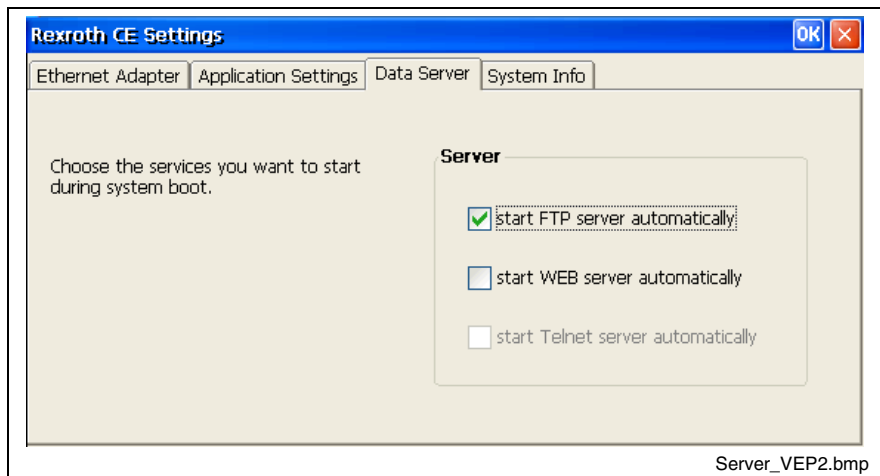 Rexroth CE Settings
OK
Ethernet Adapter
Application Settings
Data Server
System Info
Choose the services you want to start
during system boot.
Server
start FTP server automatically
start WEB server automatically
start Telnet server automatically
Server_VEP2.bmp